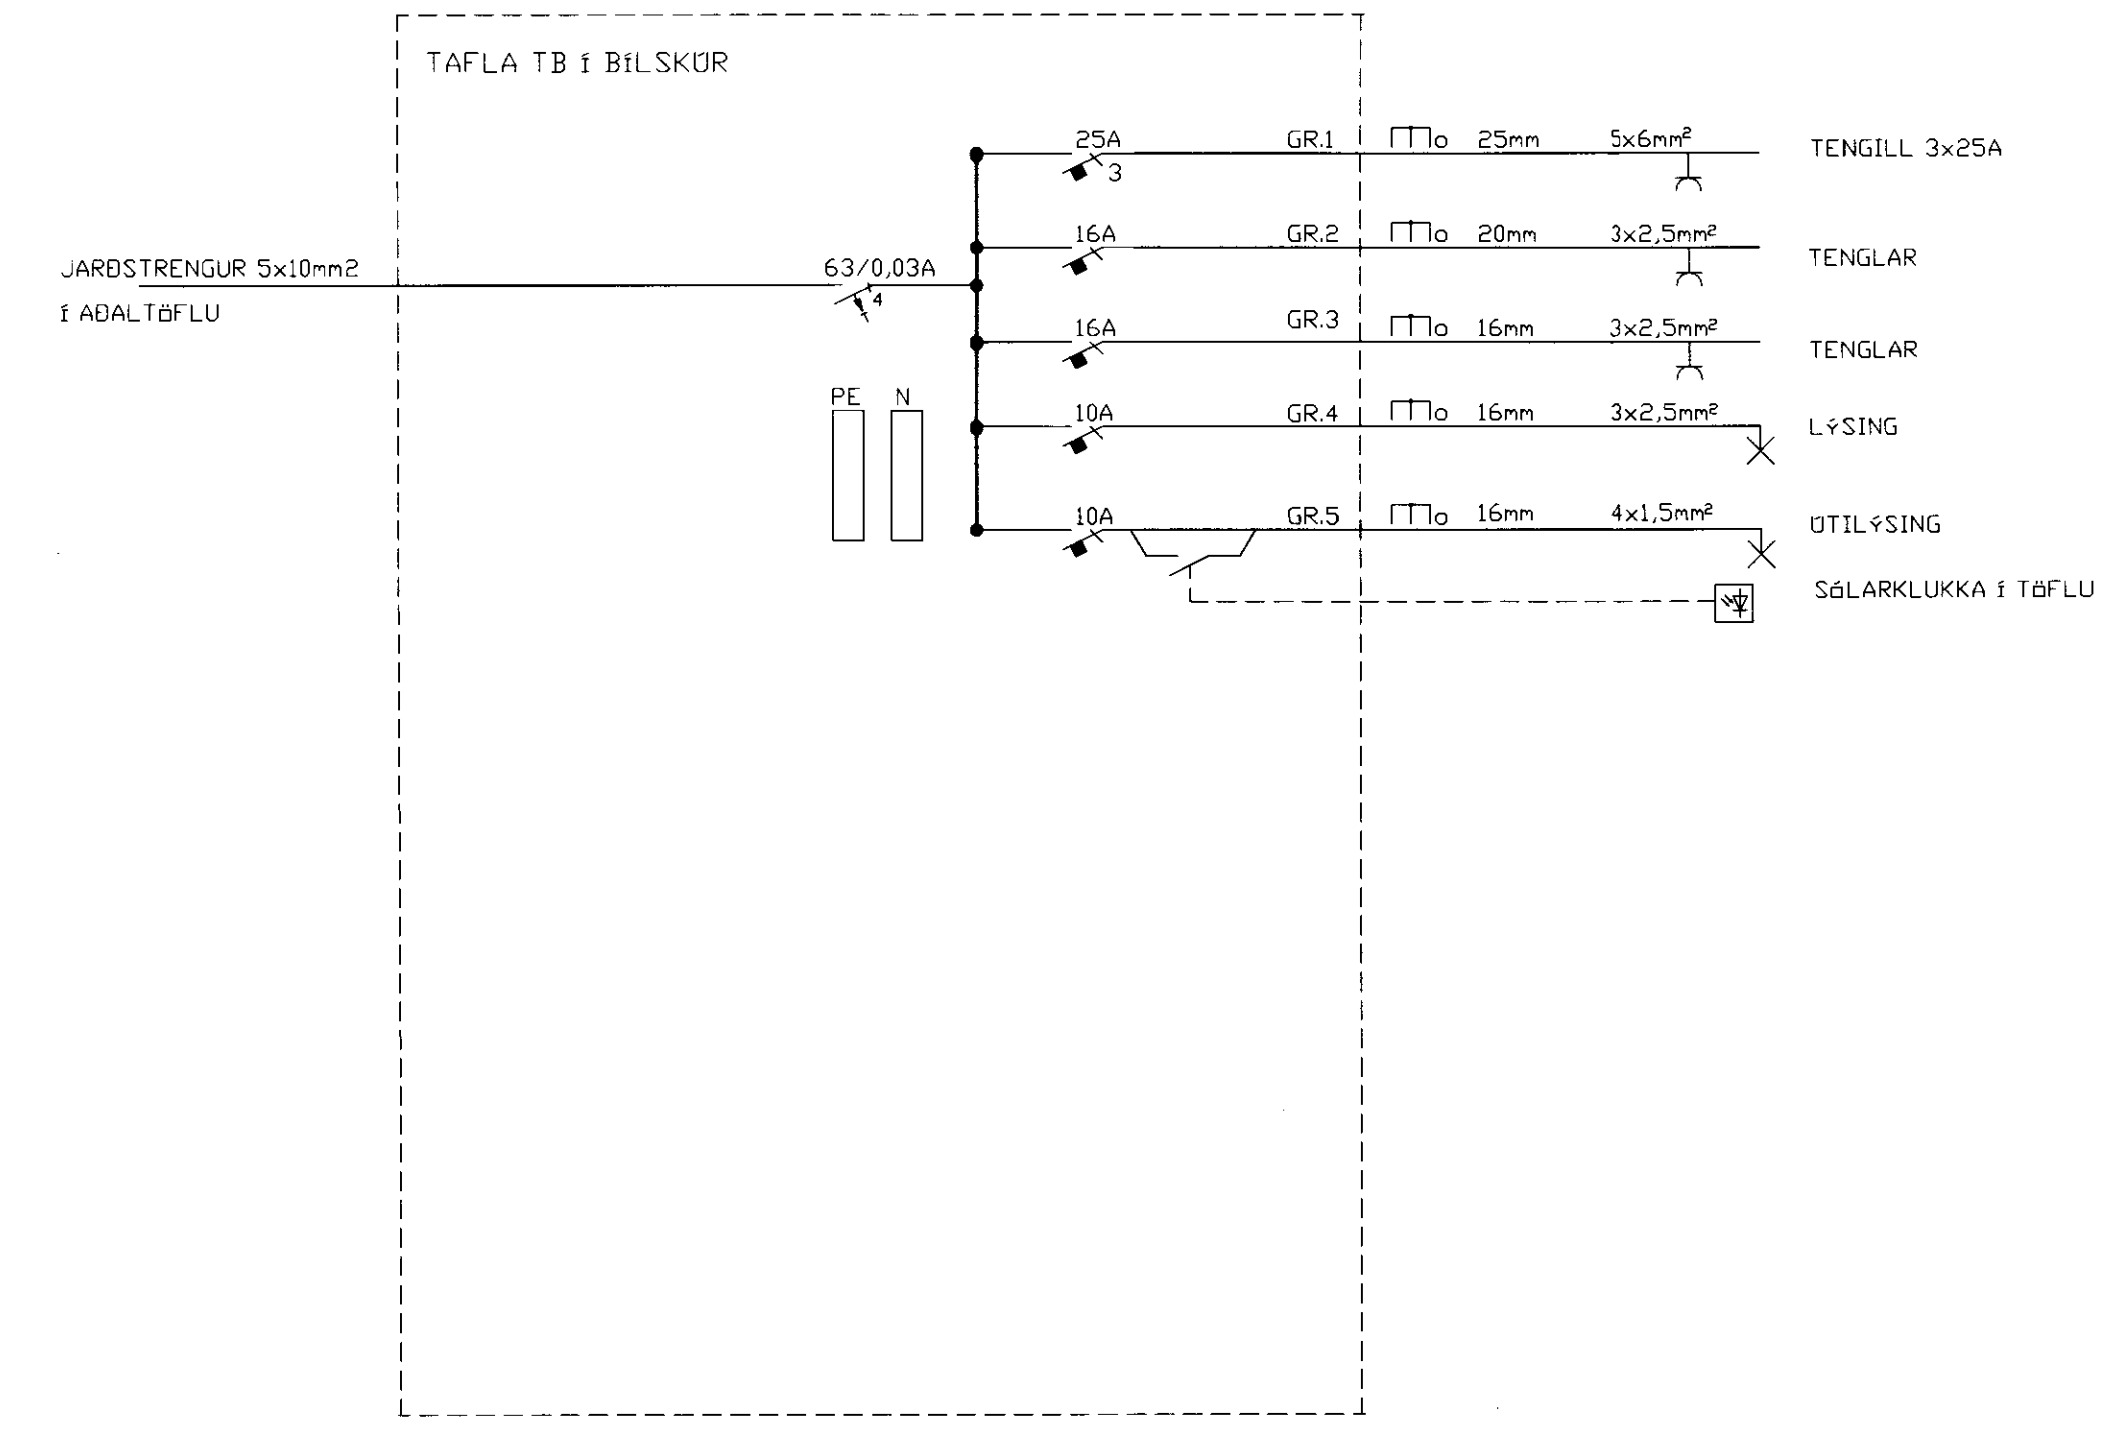 TAFLA TB Í BÍLSKÚR
25A GR.1 25mm 5x6mm² TENGILL 3x25A
3
16A GR.2 20mm 3x2,5mm² TENGLAR
JARÐSTRENGUR 5x10mm2 63/0,03A
4
Í AÐALTÖFLU
16A GR.3 16mm 3x2,5mm² TENGLAR
PE N
10A GR.4 16mm 3x2,5mm² LÝSING
10A GR.5 16mm 4x1,5mm² ÚTILÝSING
SÓLARKLUKKA Í TÖFLU